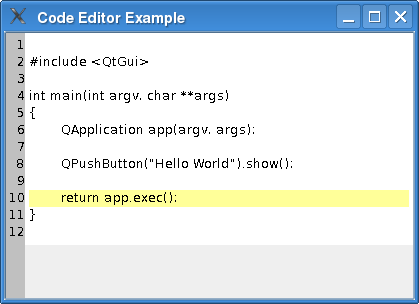 Code Editor Example
1
2 #include <QtGui>
3
4 int main(int argv, char **args)
5 {
6 QApplication app(argv, args);
7
8 QPushButton("Hello World").show();
9
10 return app.exec();
11 }
12